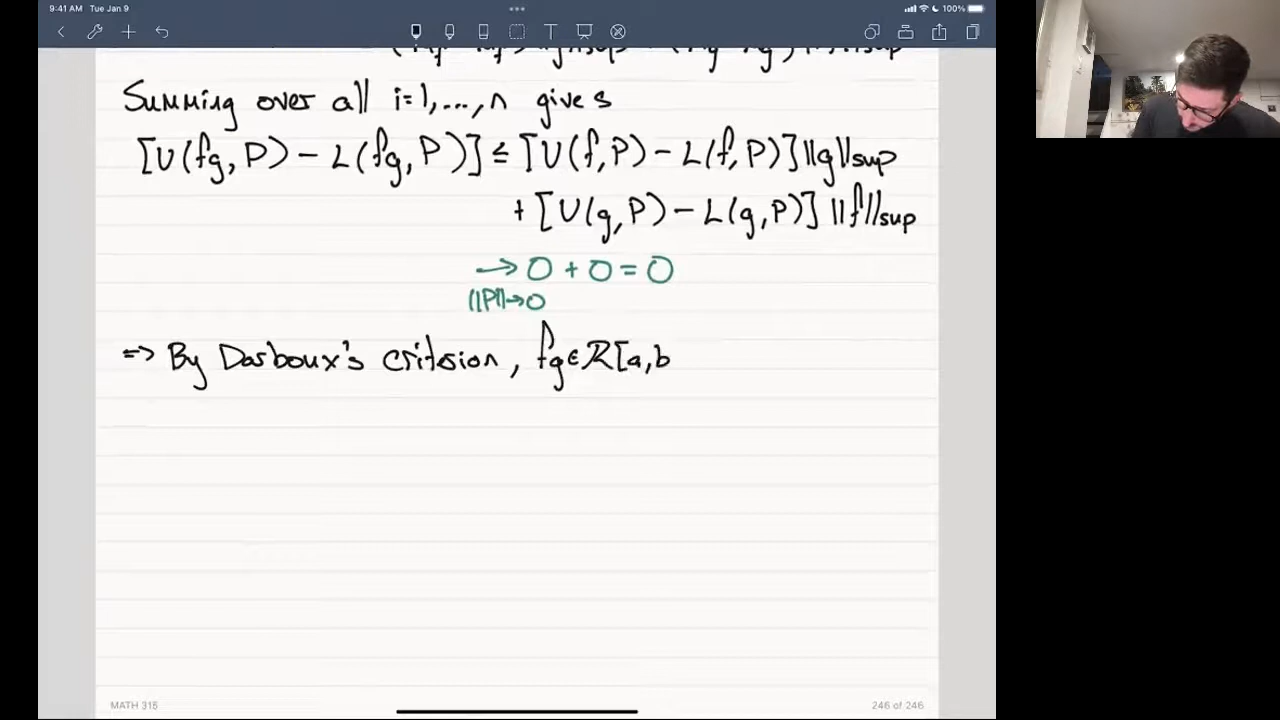 9:41 AM Tue Jan 9
100%
Summing over all i=1,...,n gives
[U(fg,P) - L(fg,P)] ≤ [U(f,P) - L(f,P)] ||g||sup
+ [U(g,P) - L(g,P)] ||f||sup
→ 0 + 0 = 0
||P||→0
=> By Darboux's criterion, fg∈R[a,b
MATH 316
246 of 246